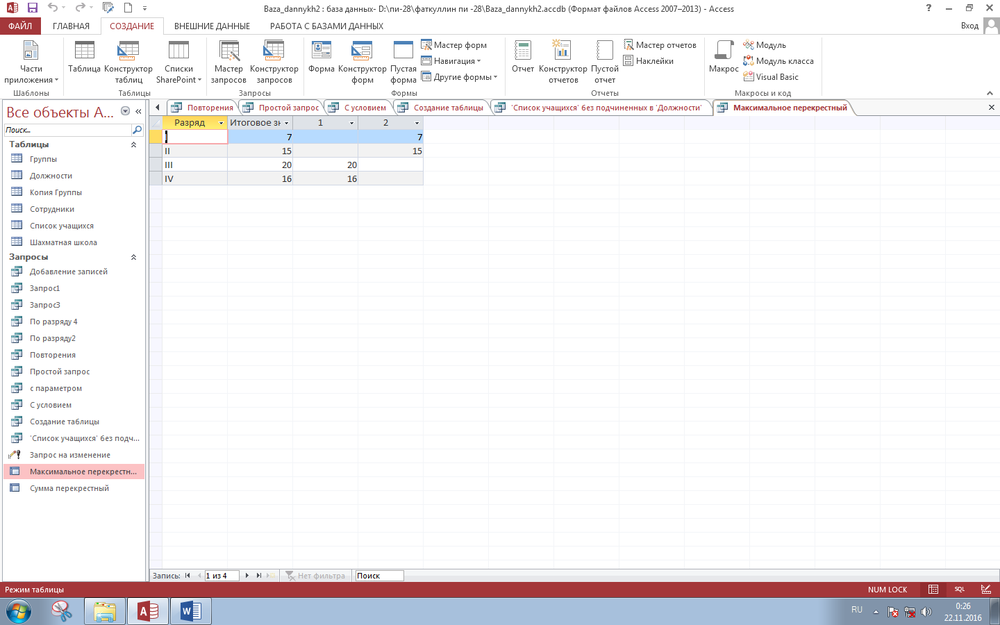 Baza_dannykh2 : база данных- D:\пи-28\фаткуллин пи -28\Baza_dannykh2.accdb (Формат файлов Access 2007–2013) - Access
ФАЙЛ ГЛАВНАЯ СОЗДАНИЕ ВНЕШНИЕ ДАННЫЕ РАБОТА С БАЗАМИ ДАННЫХ Вход
Части приложения
Шаблоны
Таблица
Конструктор таблиц
Списки SharePoint
Таблицы
Мастер запросов
Конструктор запросов
Запросы
Форма
Конструктор форм
Пустая форма
Мастер форм
Навигация
Другие формы
Формы
Отчет
Конструктор отчетов
Пустой отчет
Мастер отчетов
Наклейки
Отчеты
Макрос
Модуль
Модуль класса
Visual Basic
Макросы и код
Все объекты A...
Поиск...
Таблицы
Группы
Должности
Копия Группы
Сотрудники
Список учащихся
Шахматная школа
Запросы
Добавление записей
Запрос1
Запрос3
По разряду 4
По разряду2
Повторения
Простой запрос
с параметром
С условием
Создание таблицы
'Список учащихся' без подч...
Запрос на изменение
Максимальное перекрестн...
Сумма перекрестный
Повторения Простой запрос С условием Создание таблицы 'Список учащихся' без подчиненных в 'Должности' Максимальное перекрестный
Разряд Итоговое зн 1 2
I 7 7
II 15 15
III 20 20
IV 16 16
Запись: 1 из 4 Нет фильтра Поиск
Режим таблицы NUM LOCK SQL
RU 0:26
22.11.2016